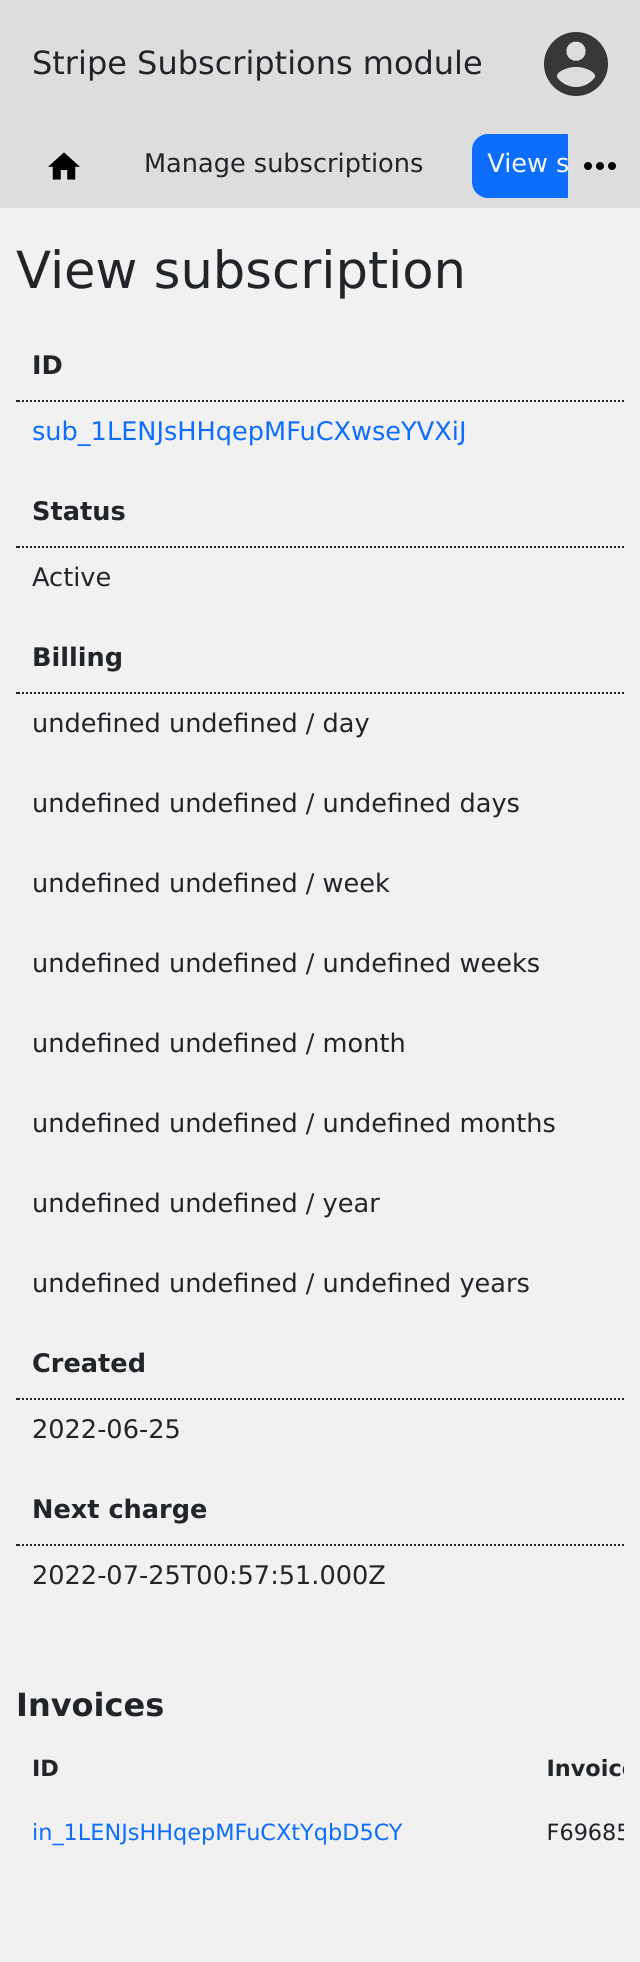 Stripe Subscriptions module
Manage subscriptions
View s
View subscription
ID
sub_1LENJsHHqepMFuCXwseYVXiJ
Status
Active
Billing
undefined undefined / day
undefined undefined / undefined days
undefined undefined / week
undefined undefined / undefined weeks
undefined undefined / month
undefined undefined / undefined months
undefined undefined / year
undefined undefined / undefined years
Created
2022-06-25
Next charge
2022-07-25T00:57:51.000Z
Invoices
ID Invoic
in_1LENJsHHqepMFuCXtYqbD5CY F69685